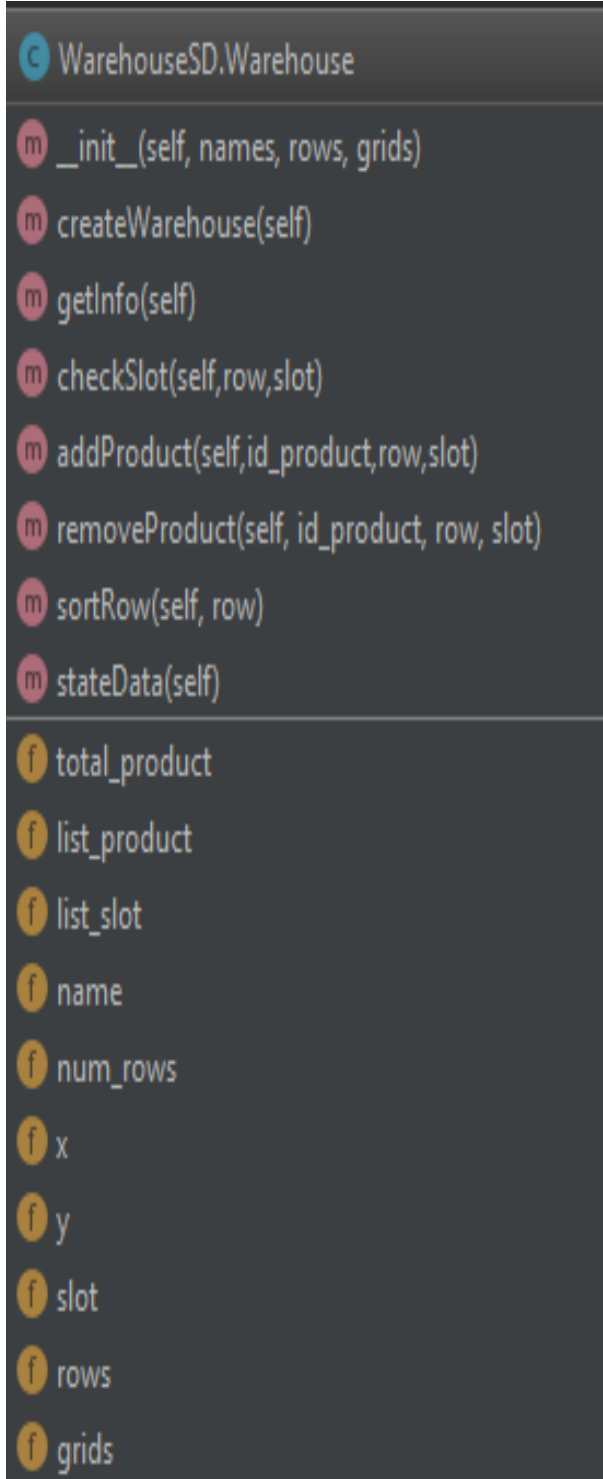 C WarehouseSD.Warehouse
m __init__(self, names, rows, grids)
m createWarehouse(self)
m getInfo(self)
m checkSlot(self,row,slot)
m addProduct(self,id_product,row,slot)
m removeProduct(self, id_product, row, slot)
m sortRow(self, row)
m stateData(self)
f total_product
f list_product
f list_slot
f name
f num_rows
f x
f y
f slot
f rows
f grids